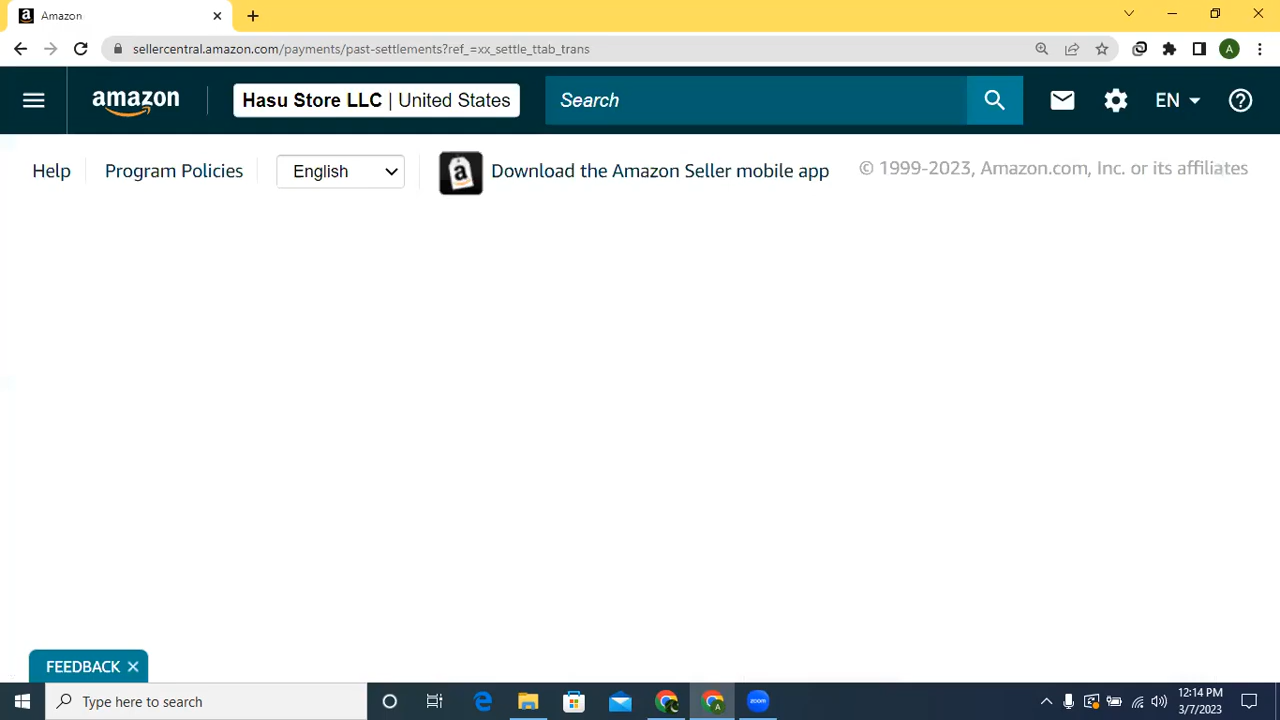 Amazon
sellercentral.amazon.com/payments/past-settlements?ref_=xx_settle_ttab_trans
A
amazon
Hasu Store LLC | United States
Search
EN
Help
Program Policies
English
Download the Amazon Seller mobile app
© 1999-2023, Amazon.com, Inc. or its affiliates
FEEDBACK
Type here to search
zoom
12:14 PM
3/7/2023